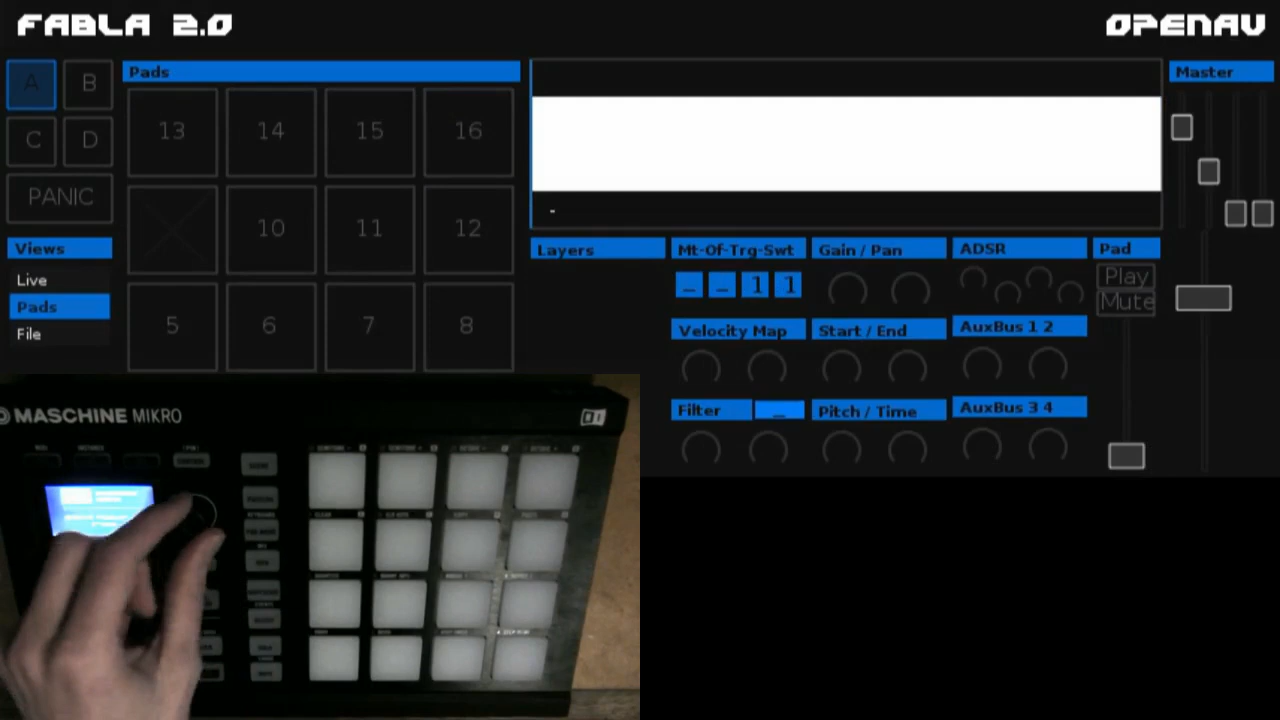 FABLA 2.0
OPENAV
A
B
C
D
PANIC
Views
Live
Pads
File
Pads
13
14
15
16
10
11
12
5
6
7
8
-
Layers
Mt-Of-Trg-Swt
_ _ 1 1
Velocity Map
Filter
_
Gain / Pan
Start / End
Pitch / Time
ADSR
AuxBus 1 2
AuxBus 3 4
Pad
Play
Mute
Master
MASCHINE MIKRO